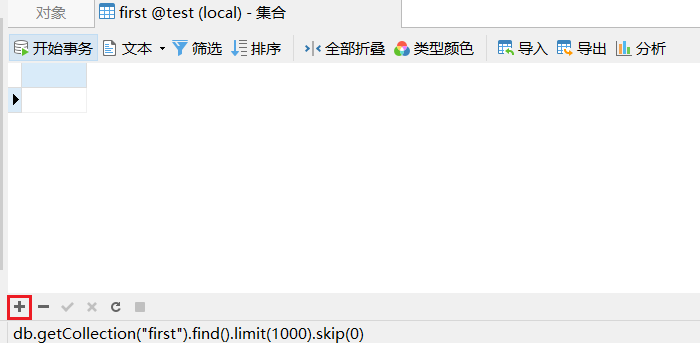 对象 first @test (local) - 集合
开始事务 文本 筛选 排序 全部折叠 类型颜色 导入 导出 分析
db.getCollection("first").find().limit(1000).skip(0)